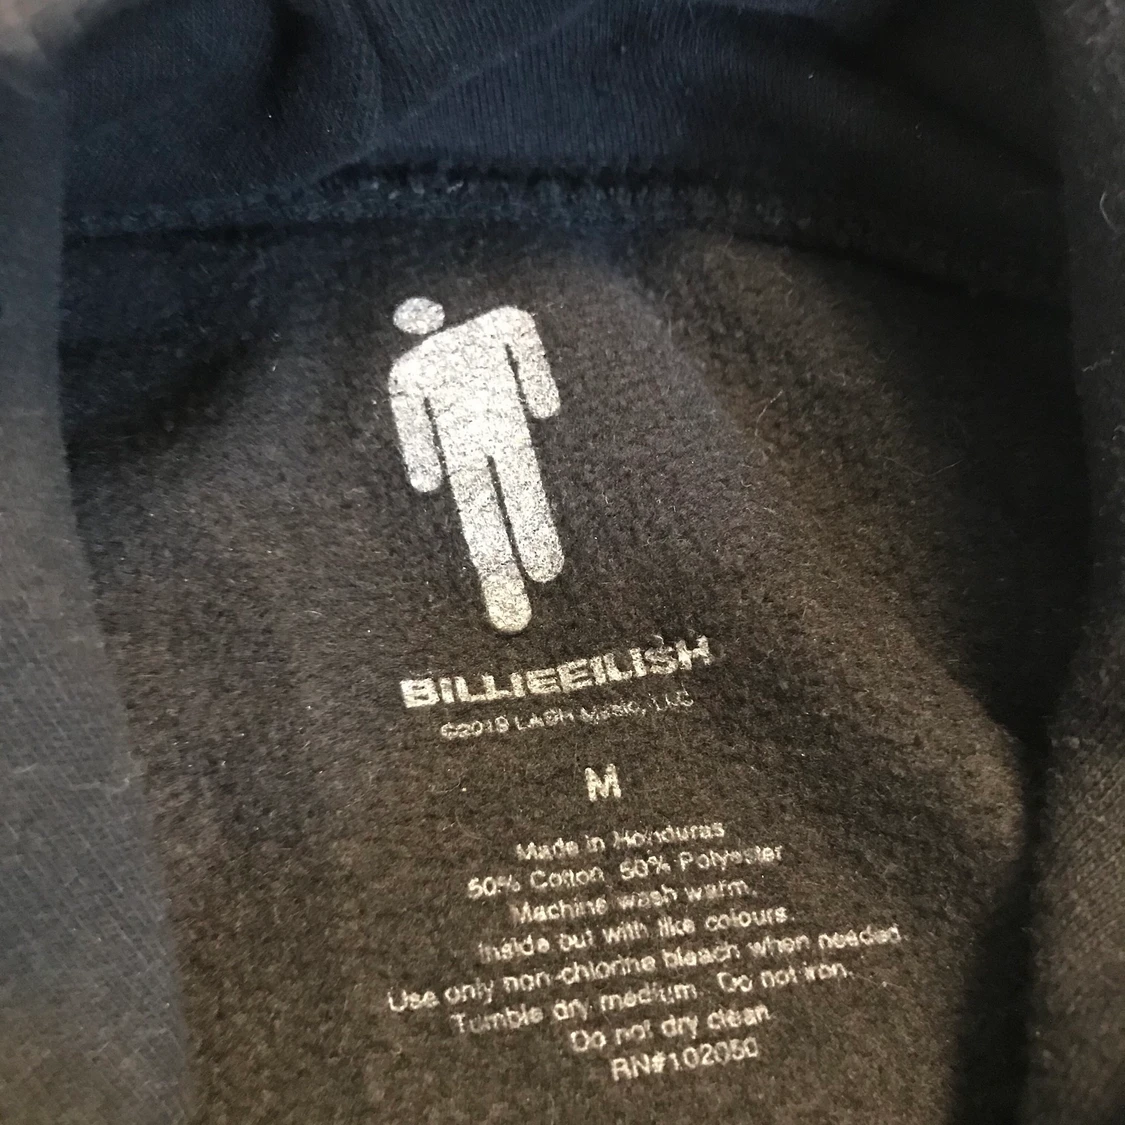 BILLIEEILISH
©2019 LASH Music, LLC
M
Made in Honduras
50% Cotton 50% Polyester
Machine wash warm.
Inside out with like colours.
Use only non-chlorine bleach when needed.
Tumble dry medium. Do not iron.
Do not dry clean
RN#102050